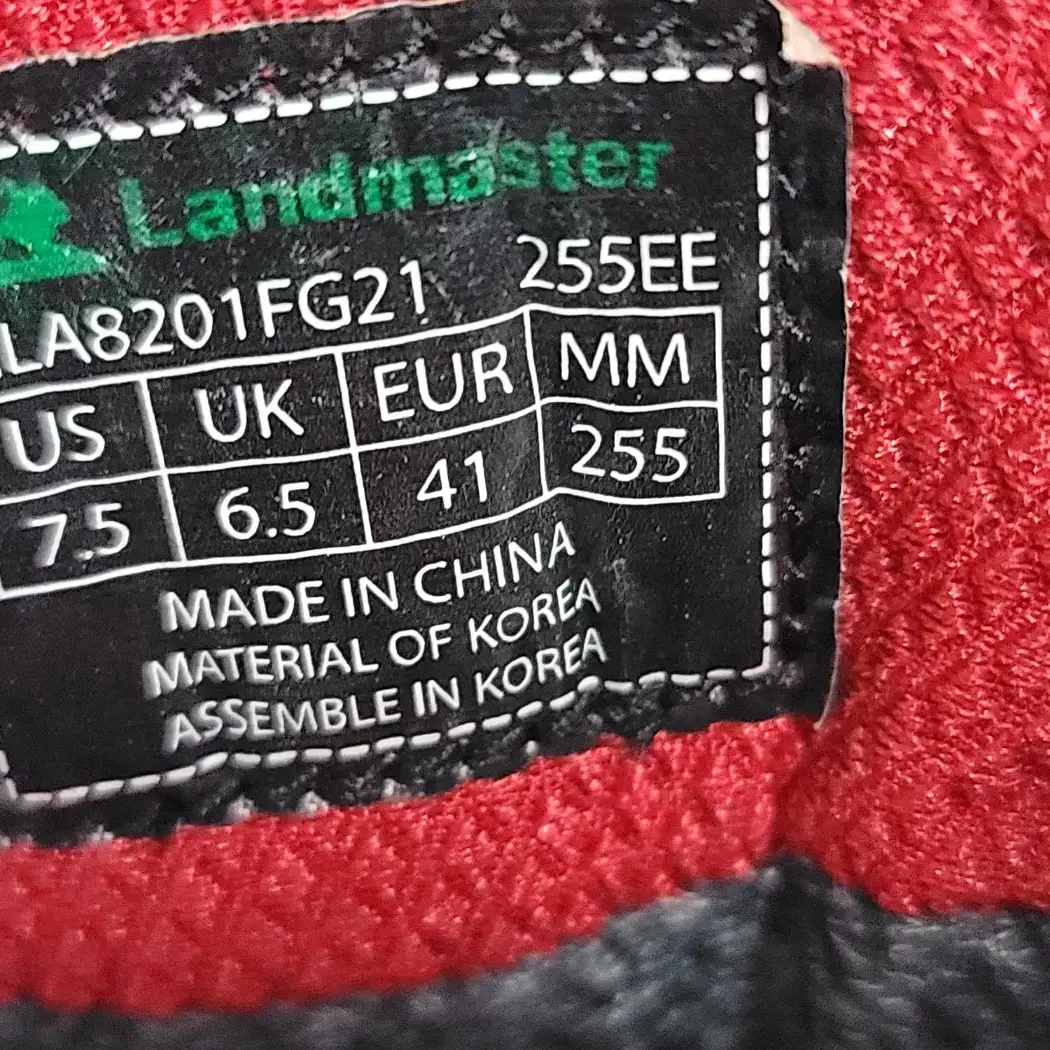 Landmaster
LA8201FG21 255EE
US UK EUR MM
7.5 6.5 41 255
MADE IN CHINA
MATERIAL OF KOREA
ASSEMBLE IN KOREA